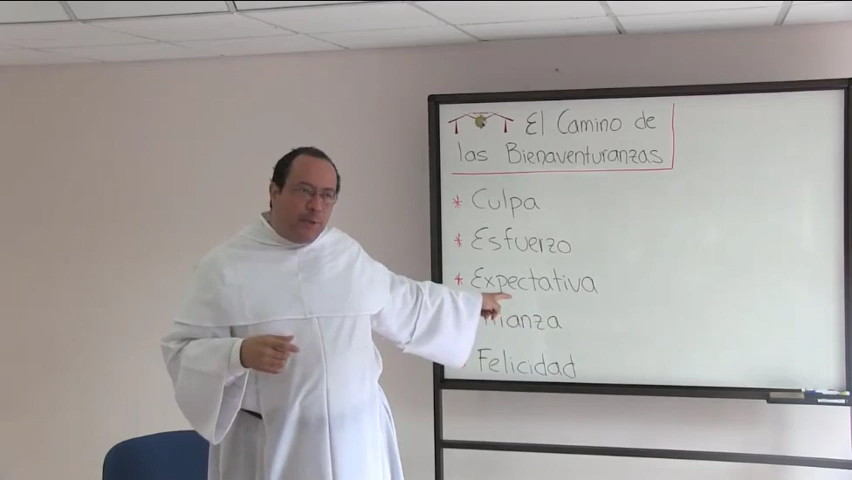 El Camino de
las Bienaventuranzas
* Culpa
* Esfuerzo
* Expectativa
Felicidad